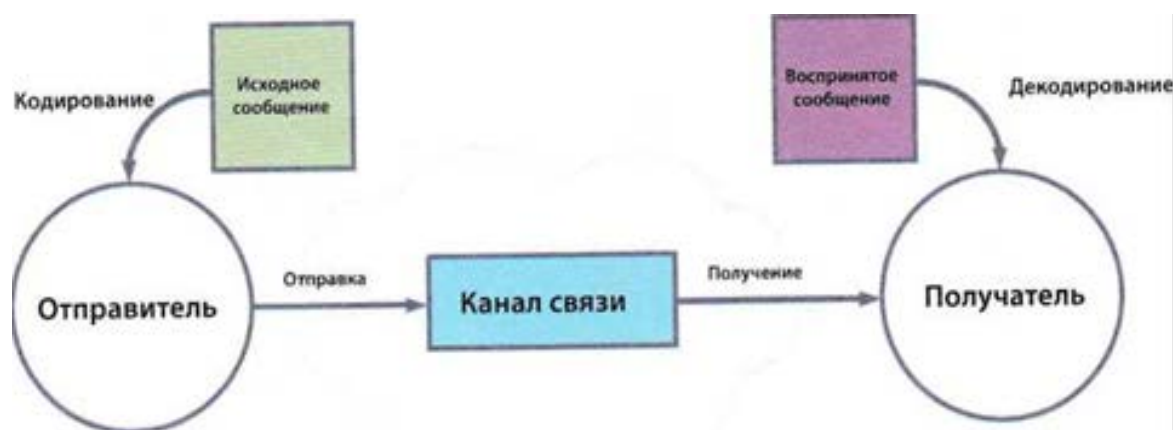 Кодирование
Исходное
сообщение
Воспринятое
сообщение
Декодирование
Отправитель
Отправка
Канал связи
Получение
Получатель